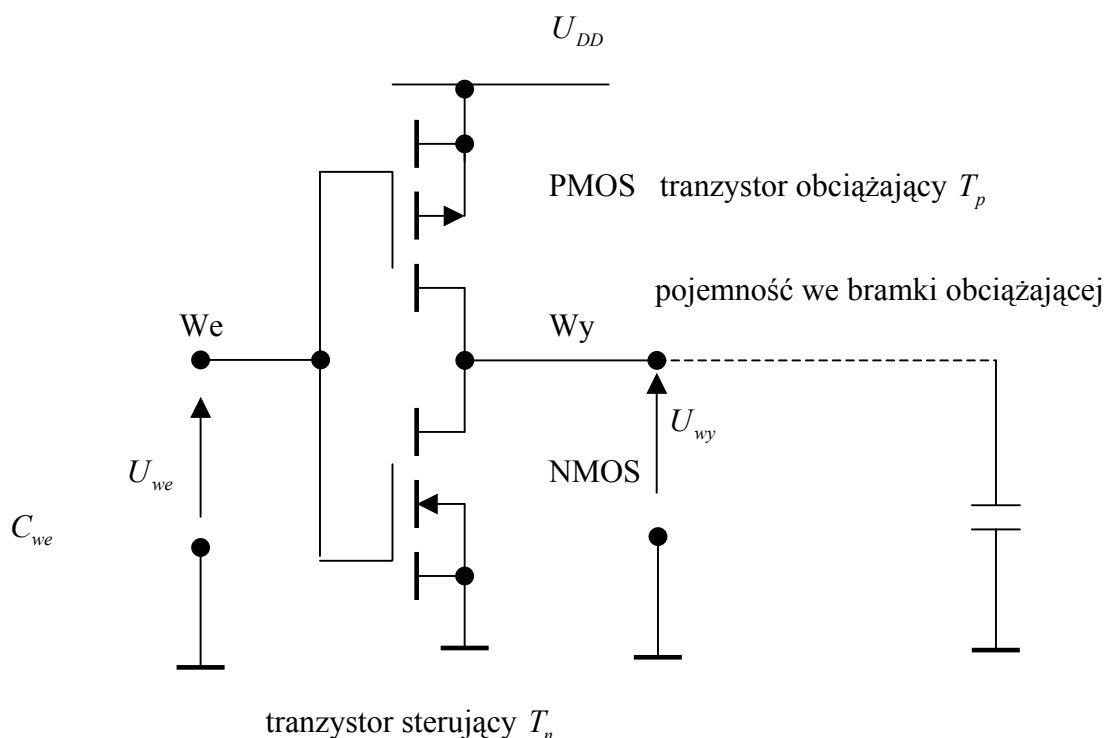 U_DD
PMOS tranzystor obciążający T_p
pojemność we bramki obciążającej
We
Wy
U_we
U_wy
NMOS
C_we
tranzystor sterujący T_n